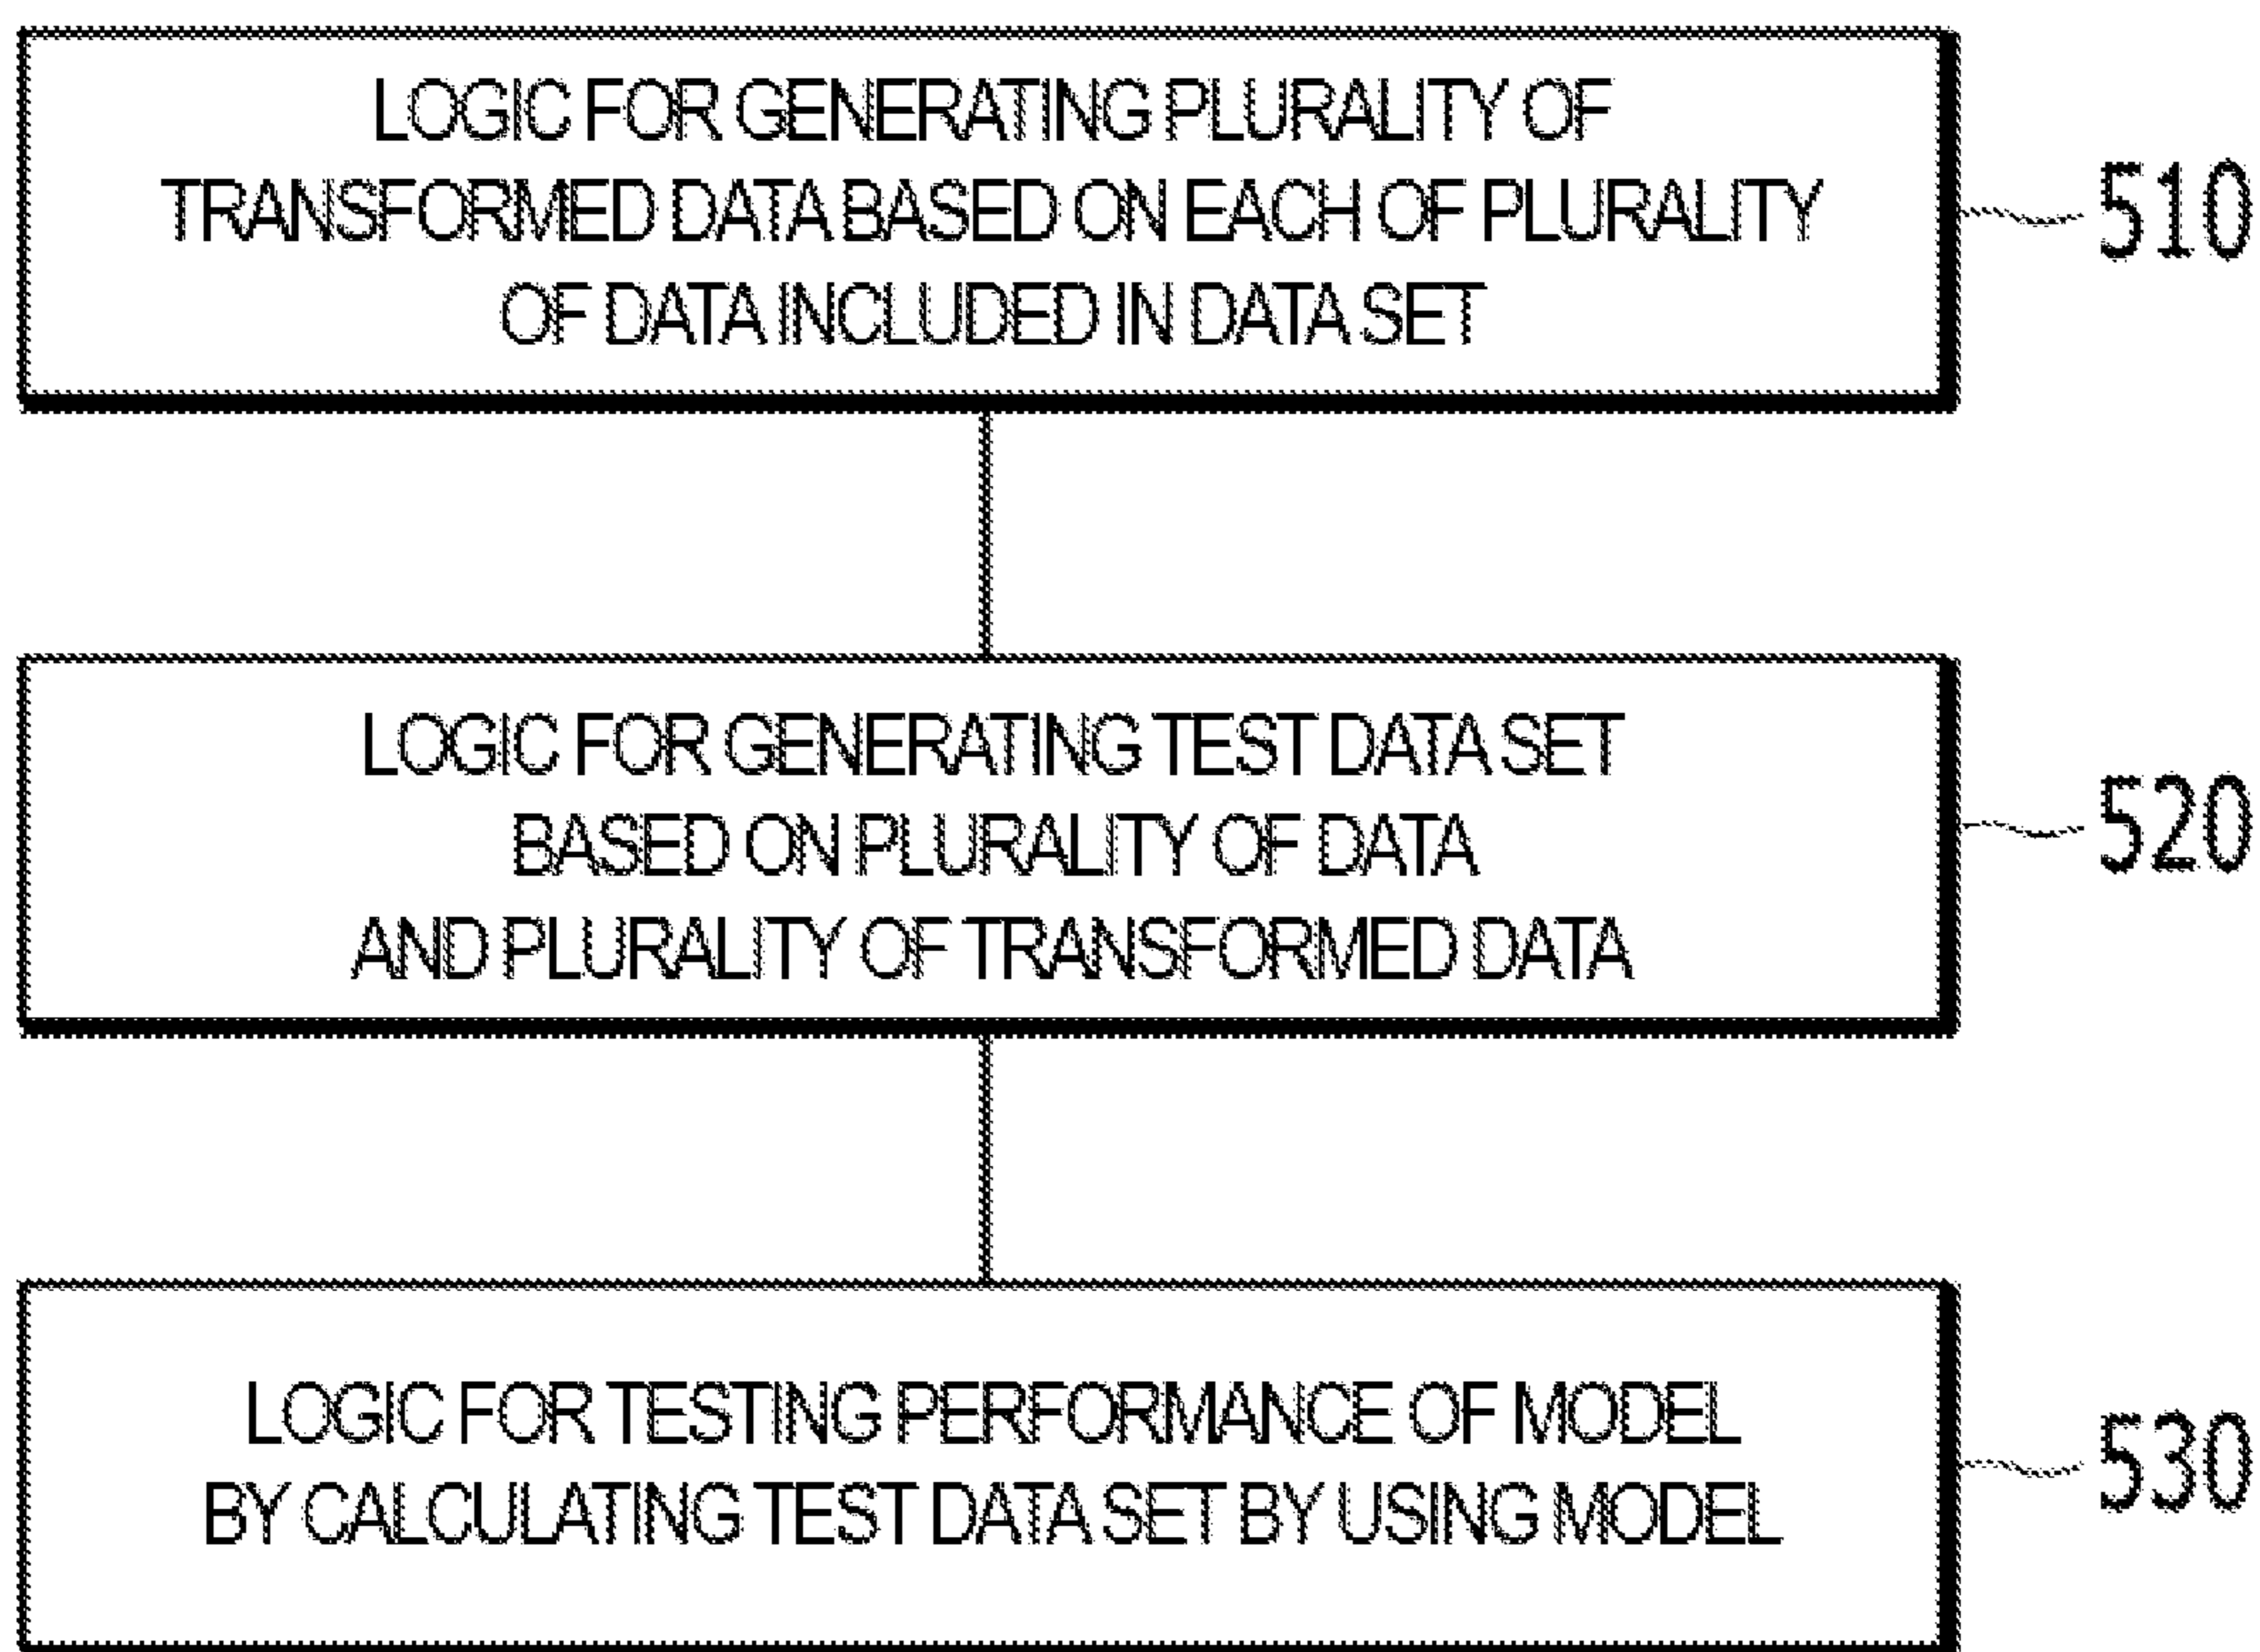 LOGIC FOR GENERATING PLURALITY OF
TRANSFORMED DATA BASED ON EACH OF PLURALITY
OF DATA INCLUDED IN DATA SET
510
LOGIC FOR GENERATING TEST DATA SET
BASED ON PLURALITY OF DATA
AND PLURALITY OF TRANSFORMED DATA
520
LOGIC FOR TESTING PERFORMANCE OF MODEL
BY CALCULATING TEST DATA SET BY USING MODEL
530